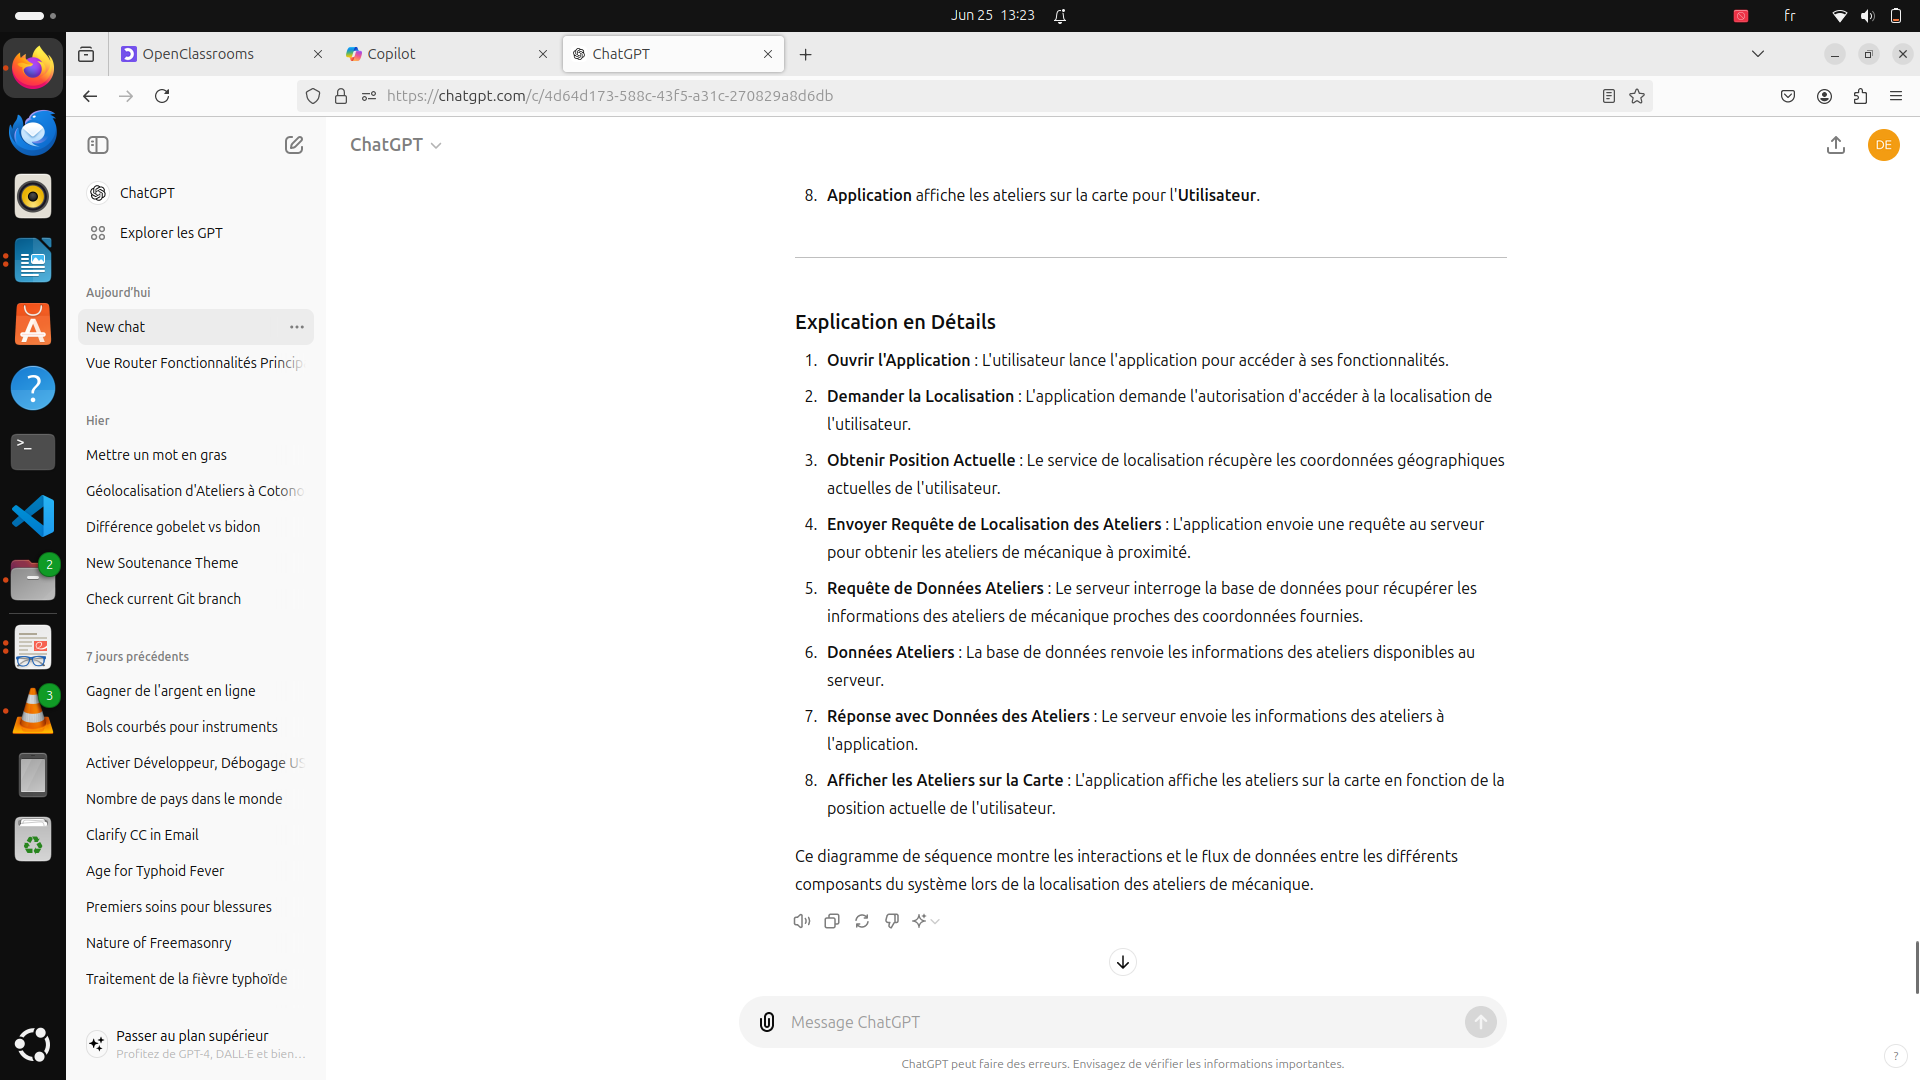 Jun 25 13:23
fr
OpenClassrooms
Copilot
ChatGPT
https://chatgpt.com/c/4d64d173-588c-43f5-a31c-270829a8d6db
ChatGPT
Explorer les GPT
Aujourd'hui
New chat
Vue Router Fonctionnalités Princip
Hier
Mettre un mot en gras
Géolocalisation d'Ateliers à Cotono
Différence gobelet vs bidon
New Soutenance Theme
Check current Git branch
7 jours précédents
Gagner de l'argent en ligne
Bols courbés pour instruments
Activer Développeur, Débogage US
Nombre de pays dans le monde
Clarify CC in Email
Age for Typhoid Fever
Premiers soins pour blessures
Nature of Freemasonry
Traitement de la fièvre typhoïde
Passer au plan supérieur
Profitez de GPT-4, DALL·E et bien…
2
3
ChatGPT
DE
8. Application affiche les ateliers sur la carte pour l'Utilisateur.
Explication en Détails
1. Ouvrir l'Application : L'utilisateur lance l'application pour accéder à ses fonctionnalités.
2. Demander la Localisation : L'application demande l'autorisation d'accéder à la localisation de
l'utilisateur.
3. Obtenir Position Actuelle : Le service de localisation récupère les coordonnées géographiques
actuelles de l'utilisateur.
4. Envoyer Requête de Localisation des Ateliers : L'application envoie une requête au serveur
pour obtenir les ateliers de mécanique à proximité.
5. Requête de Données Ateliers : Le serveur interroge la base de données pour récupérer les
informations des ateliers de mécanique proches des coordonnées fournies.
6. Données Ateliers : La base de données renvoie les informations des ateliers disponibles au
serveur.
7. Réponse avec Données des Ateliers : Le serveur envoie les informations des ateliers à
l'application.
8. Afficher les Ateliers sur la Carte : L'application affiche les ateliers sur la carte en fonction de la
position actuelle de l'utilisateur.
Ce diagramme de séquence montre les interactions et le flux de données entre les différents
composants du système lors de la localisation des ateliers de mécanique.
Message ChatGPT
ChatGPT peut faire des erreurs. Envisagez de vérifier les informations importantes.
?